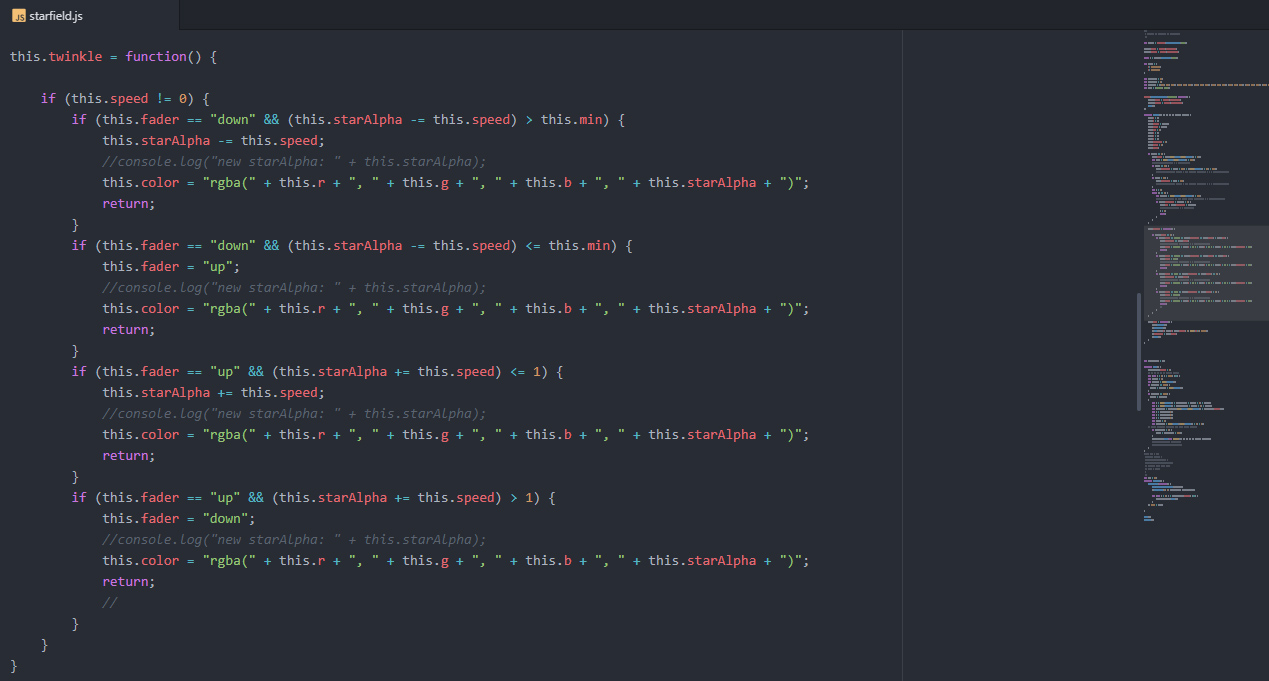 JS starfield.js
this.twinkle = function() {
if (this.speed != 0) {
if (this.fader == "down" && (this.starAlpha -= this.speed) > this.min) {
this.starAlpha -= this.speed;
//console.log("new starAlpha: " + this.starAlpha);
this.color = "rgba(" + this.r + ", " + this.g + ", " + this.b + ", " + this.starAlpha + ")";
return;
}
if (this.fader == "down" && (this.starAlpha -= this.speed) <= this.min) {
this.fader = "up";
//console.log("new starAlpha: " + this.starAlpha);
this.color = "rgba(" + this.r + ", " + this.g + ", " + this.b + ", " + this.starAlpha + ")";
return;
}
if (this.fader == "up" && (this.starAlpha += this.speed) <= 1) {
this.starAlpha += this.speed;
//console.log("new starAlpha: " + this.starAlpha);
this.color = "rgba(" + this.r + ", " + this.g + ", " + this.b + ", " + this.starAlpha + ")";
return;
}
if (this.fader == "up" && (this.starAlpha += this.speed) > 1) {
this.fader = "down";
//console.log("new starAlpha: " + this.starAlpha);
this.color = "rgba(" + this.r + ", " + this.g + ", " + this.b + ", " + this.starAlpha + ")";
return;
//
}
}
}